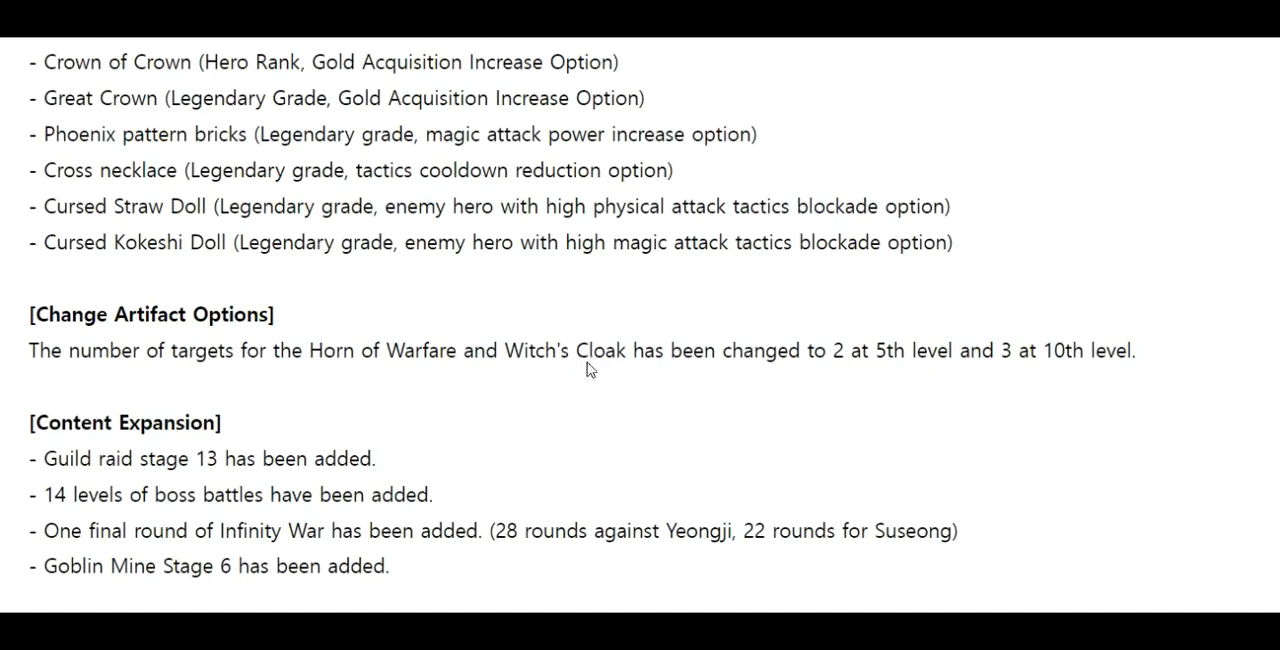 - Crown of Crown (Hero Rank, Gold Acquisition Increase Option)
- Great Crown (Legendary Grade, Gold Acquisition Increase Option)
- Phoenix pattern bricks (Legendary grade, magic attack power increase option)
- Cross necklace (Legendary grade, tactics cooldown reduction option)
- Cursed Straw Doll (Legendary grade, enemy hero with high physical attack tactics blockade option)
- Cursed Kokeshi Doll (Legendary grade, enemy hero with high magic attack tactics blockade option)
[Change Artifact Options]
The number of targets for the Horn of Warfare and Witch's Cloak has been changed to 2 at 5th level and 3 at 10th level.
[Content Expansion]
- Guild raid stage 13 has been added.
- 14 levels of boss battles have been added.
- One final round of Infinity War has been added. (28 rounds against Yeongji, 22 rounds for Suseong)
- Goblin Mine Stage 6 has been added.